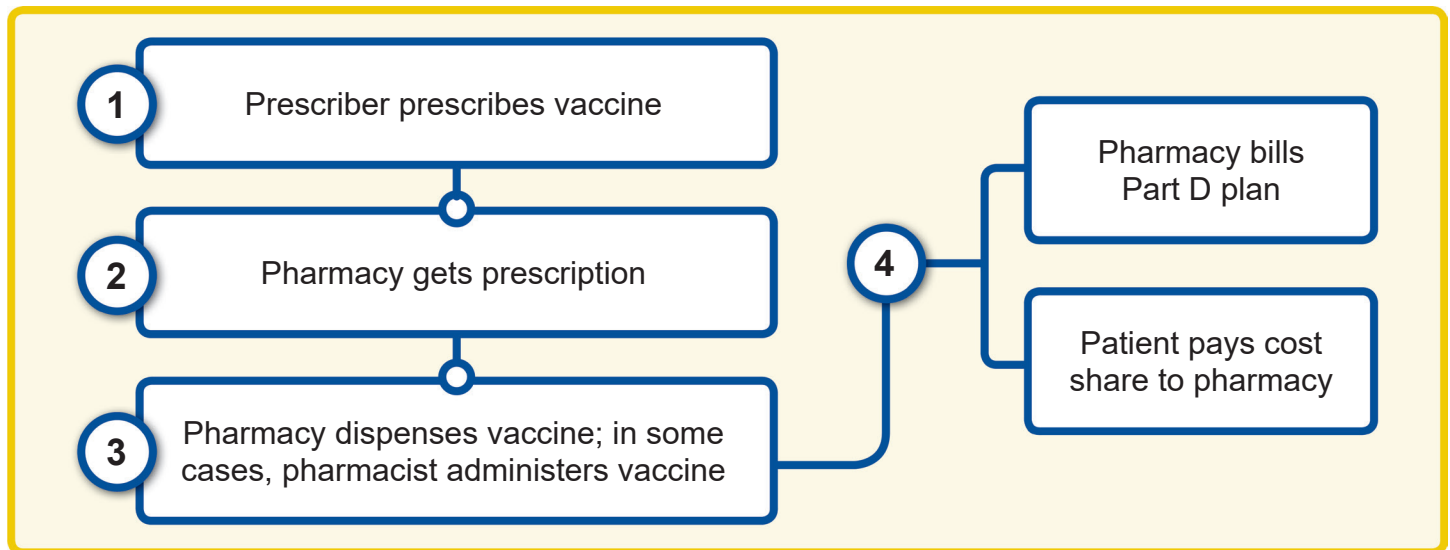 1
Prescriber prescribes vaccine
2
Pharmacy gets prescription
3
Pharmacy dispenses vaccine; in some
cases, pharmacist administers vaccine
4
Pharmacy bills
Part D plan
Patient pays cost
share to pharmacy